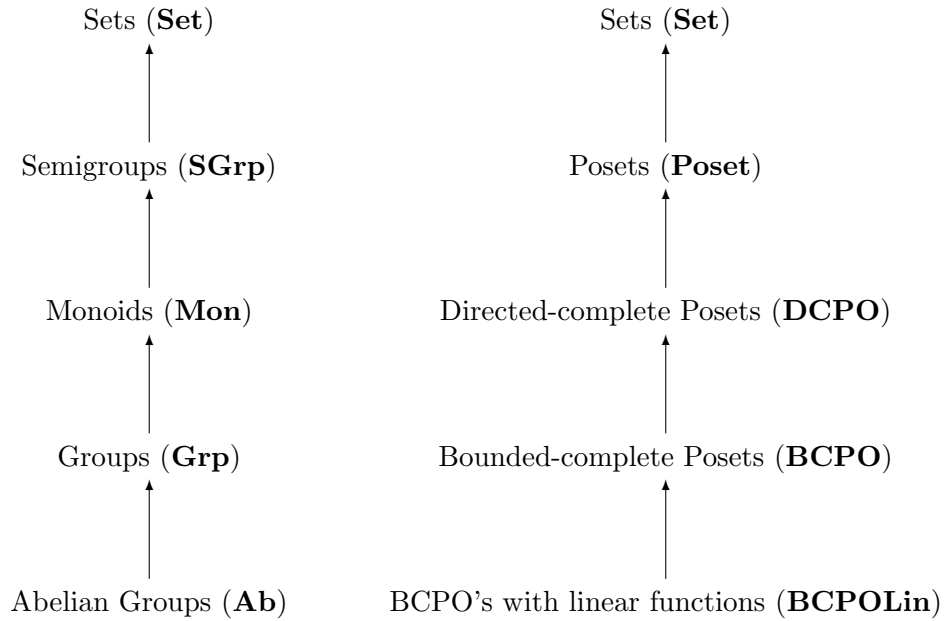 Sets (Set)
Semigroups (SGrp)
Monoids (Mon)
Groups (Grp)
Abelian Groups (Ab)
Sets (Set)
Posets (Poset)
Directed-complete Posets (DCPO)
Bounded-complete Posets (BCPO)
BCPO's with linear functions (BCPOLin)